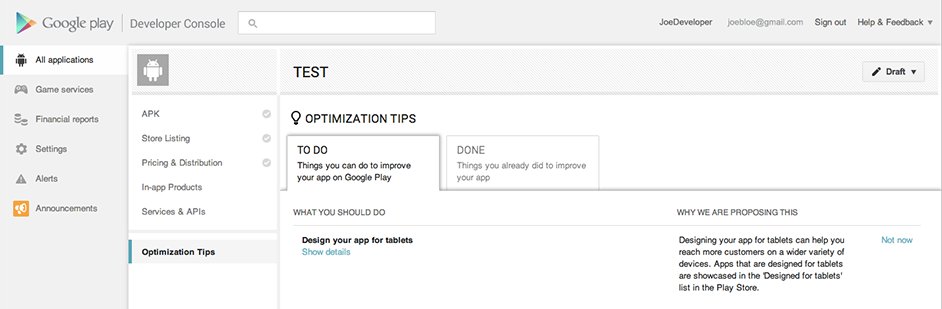 Google play Developer Console
JoeDeveloper joebloe@gmail.com Sign out Help & Feedback
All applications
Game services
Financial reports
Settings
Alerts
Announcements
APK
Store Listing
Pricing & Distribution
In-app Products
Services & APIs
Optimization Tips
TEST
Draft
OPTIMIZATION TIPS
TO DO
Things you can do to improve
your app on Google Play
DONE
Things you already did to improve
your app
WHAT YOU SHOULD DO
Design your app for tablets
Show details
WHY WE ARE PROPOSING THIS
Designing your app for tablets can help you
reach more customers on a wider variety of
devices. Apps that are designed for tablets
are showcased in the 'Designed for tablets'
list in the Play Store.
Not now